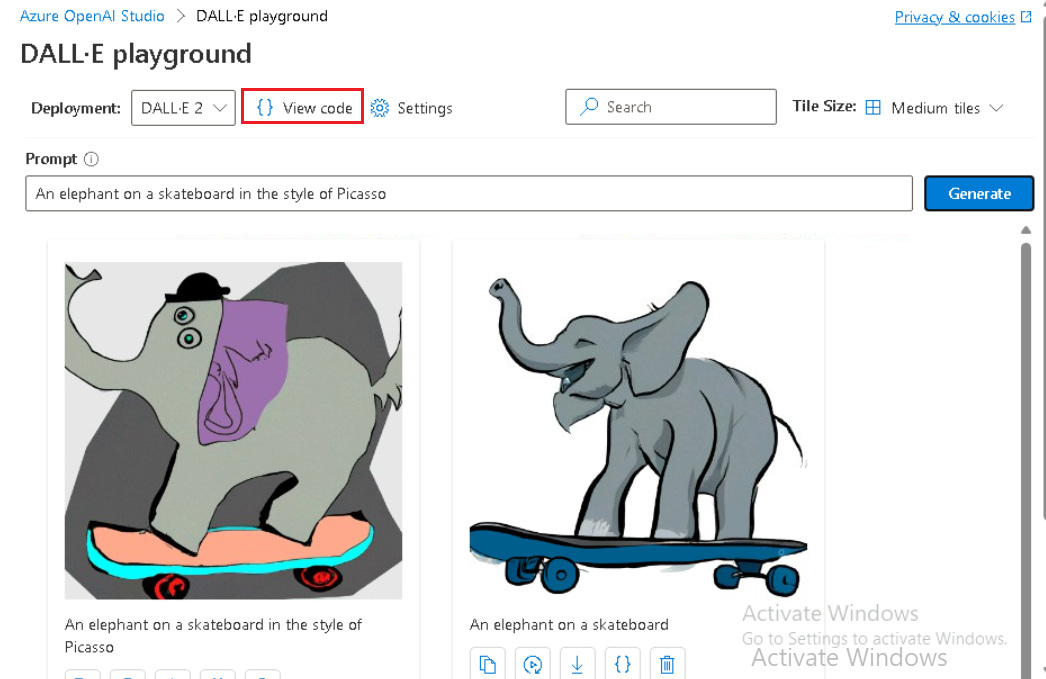 Azure OpenAI Studio > DALL·E playground
Privacy & cookies
DALL·E playground
Deployment: DALL·E 2 {} View code Settings Search Tile Size: Medium tiles
Prompt
An elephant on a skateboard in the style of Picasso
Generate
An elephant on a skateboard in the style of
Picasso
An elephant on a skateboard
Activate Windows
Go to Settings to activate Windows.
Activate Windows